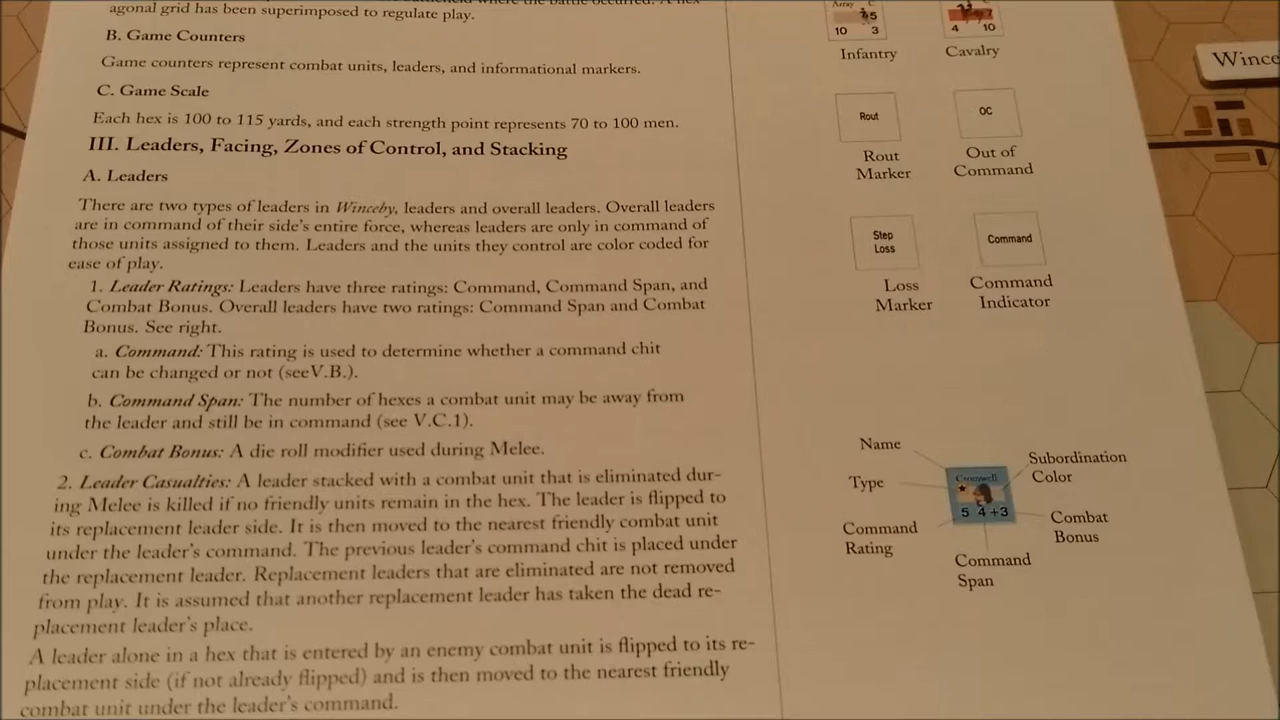 agonal grid has been superimposed to regulate play.
B. Game Counters
Game counters represent combat units, leaders, and informational markers.
C. Game Scale
Each hex is 100 to 115 yards, and each strength point represents 70 to 100 men.
III. Leaders, Facing, Zones of Control, and Stacking
A. Leaders
There are two types of leaders in Winceby, leaders and overall leaders. Overall leaders
are in command of their side's entire force, whereas leaders are only in command of
those units assigned to them. Leaders and the units they control are color coded for
ease of play.
1. Leader Ratings: Leaders have three ratings: Command, Command Span, and
Combat Bonus. Overall leaders have two ratings: Command Span and Combat
Bonus. See right.
a. Command: This rating is used to determine whether a command chit
can be changed or not (seeV.B.).
b. Command Span: The number of hexes a combat unit may be away from
the leader and still be in command (see V.C.1).
c. Combat Bonus: A die roll modifier used during Melee.
2. Leader Casualties: A leader stacked with a combat unit that is eliminated dur-
ing Melee is killed if no friendly units remain in the hex. The leader is flipped to
its replacement leader side. It is then moved to the nearest friendly combat unit
under the leader's command. The previous leader's command chit is placed under
the replacement leader. Replacement leaders that are eliminated are not removed
from play. It is assumed that another replacement leader has taken the dead re-
placement leader's place.
A leader alone in a hex that is entered by an enemy combat unit is flipped to its re-
placement side (if not already flipped) and is then moved to the nearest friendly
combat unit under the leader's command.
Array
5
10 3
Infantry
4 10
Cavalry
Rout
Rout
Marker
OC
Out of
Command
Step
Loss
Loss
Marker
Command
Command
Indicator
Name
Type
Command
Rating
Cromwell
5 4 +3
Command
Span
Subordination
Color
Combat
Bonus
Wince